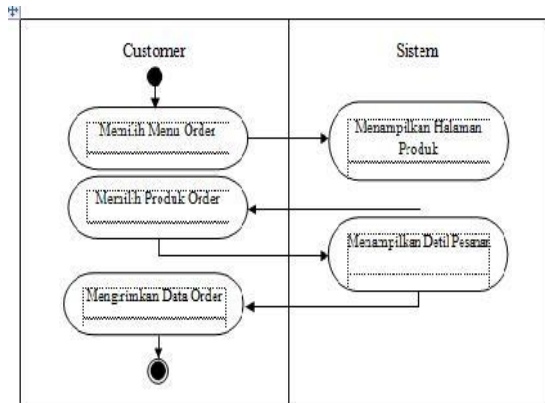 Customer
Sistem
Memilih Menu Order
Menampilkan Halaman
Produk
Memilih Produk Order
Menampilkan Detil Pesanan
Mengirimkan Data Order